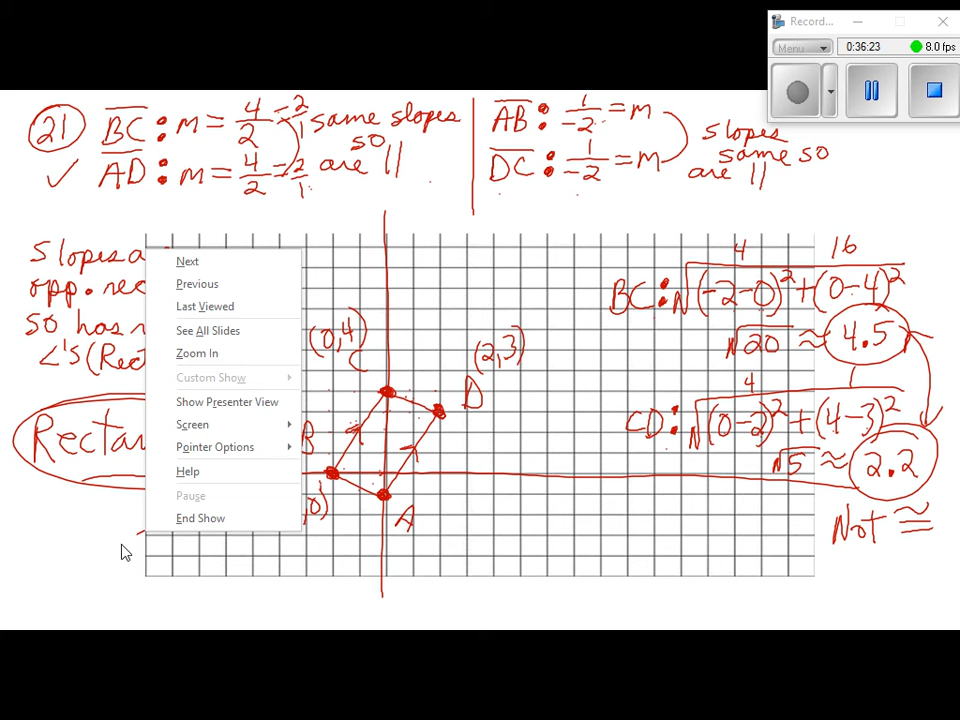 Record...
Menu
0:36:23
8.0 fps
21 BC : m = 4/2 = 2/1 same slopes so are ||
✓ AD : m = 4/2 = 2/1
AB : 1/-2 = m slopes same so are ||
DC : 1/-2 = m
Slopes a
opp. rec
so has r
∠'s (Rect
Rectan
Next
Previous
Last Viewed
See All Slides
Zoom In
Custom Show
Show Presenter View
Screen
Pointer Options
Help
Pause
End Show
(0,4)
C
(2,3)
D
B
,0)
A
4 16
BC : √(-2-0)² + (0-4)²
√20 ≈ 4.5
4 1
CD : √(0-2)² + (4-3)²
√5 ≈ 2.2
Not ≅